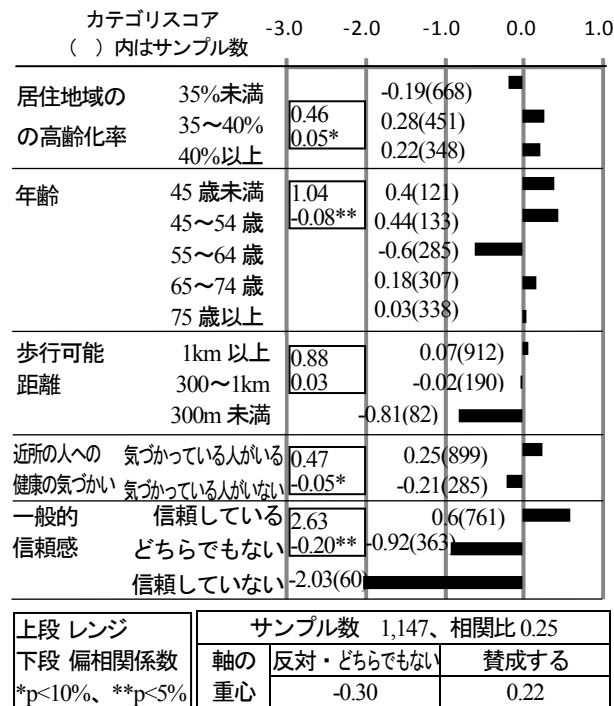 カテゴリスコア
( )内はサンプル数
-3.0 -2.0 -1.0 0.0 1.0
居住地域の
の高齢化率
35%未満 -0.19(668)
35〜40% 0.46 0.28(451)
40%以上 0.05* 0.22(348)
年齢 45 歳未満 1.04 0.4(121)
45〜54 歳 -0.08** 0.44(133)
55〜64 歳 -0.6(285)
65〜74 歳 0.18(307)
75 歳以上 0.03(338)
歩行可能 1km 以上 0.88 0.07(912)
距離 300〜1km 0.03 -0.02(190)
300m 未満 -0.81(82)
近所の人への 気づかっている人がいる 0.47 0.25(899)
健康の気づかい 気づかっている人がいない -0.05* -0.21(285)
一般的 信頼している 2.63 0.6(761)
信頼感 どちらでもない -0.20** -0.92(363)
信頼していない -2.03(60)
上段 レンジ
下段 偏相関係数
*p<10%、**p<5%
サンプル数 1,147、相関比 0.25
軸の 反対・どちらでもない 賛成する
重心 -0.30 0.22